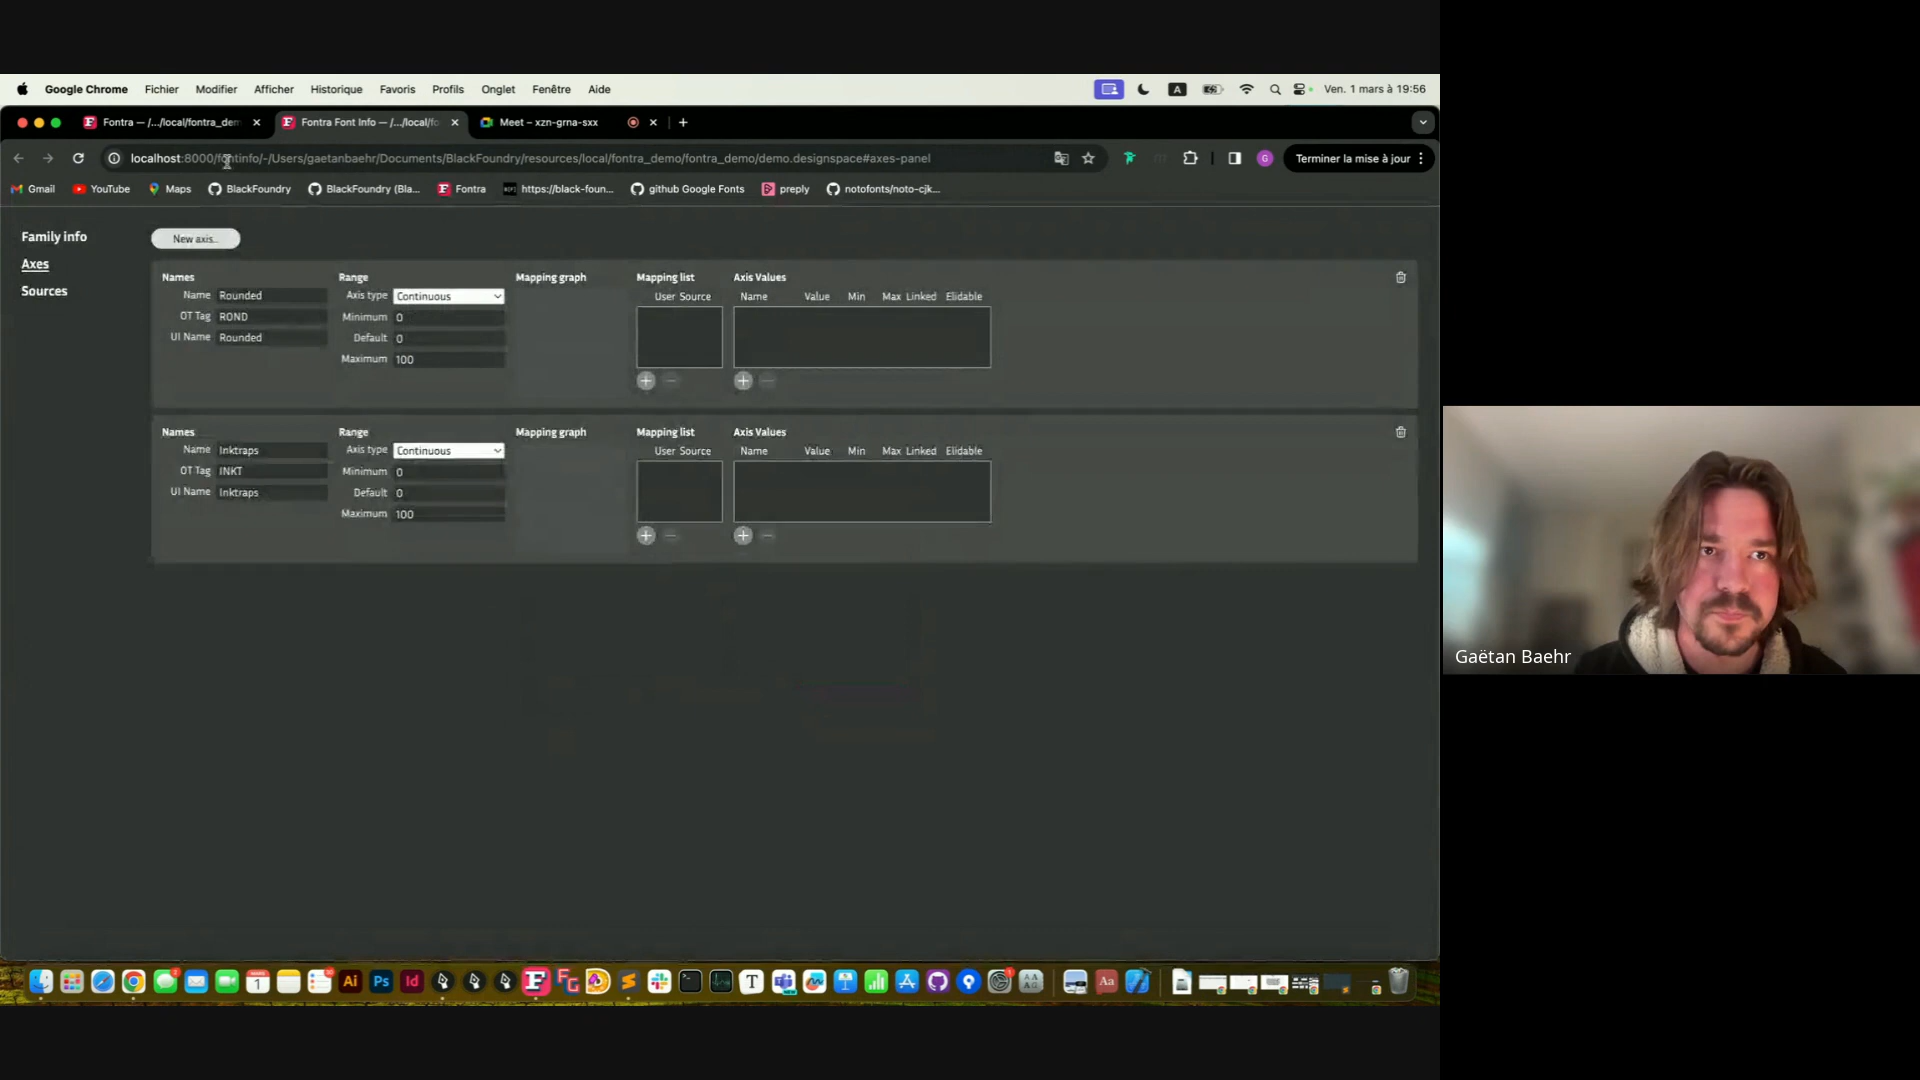 Google Chrome Fichier Modifier Afficher Historique Favoris Profils Onglet Fenêtre Aide
A Ven. 1 mars à 19:56
Fontra — /.../local/fontra_dem
Fontra Font Info — /.../local/fo
Meet – xzn-grna-sxx
localhost:8000/fontinfo/-/Users/gaetanbaehr/Documents/BlackFoundry/resources/local/fontra_demo/fontra_demo/demo.designspace#axes-panel
G
Terminer la mise à jour
Gmail YouTube Maps BlackFoundry BlackFoundry (Bla... Fontra https://black-foun... github Google Fonts preply notofonts/noto-cjk...
Family info
Axes
Sources
New axis...
Names Range Mapping graph Mapping list Axis Values
Name Rounded Axis type Continuous User Source Name Value Min Max Linked Elidable
OT Tag ROND Minimum 0
UI Name Rounded Default 0
Maximum 100
Names Range Mapping graph Mapping list Axis Values
Name Inktraps Axis type Continuous User Source Name Value Min Max Linked Elidable
OT Tag INKT Minimum 0
UI Name Inktraps Default 0
Maximum 100
Gaëtan Baehr
1 Ai Ps Id F T Aa